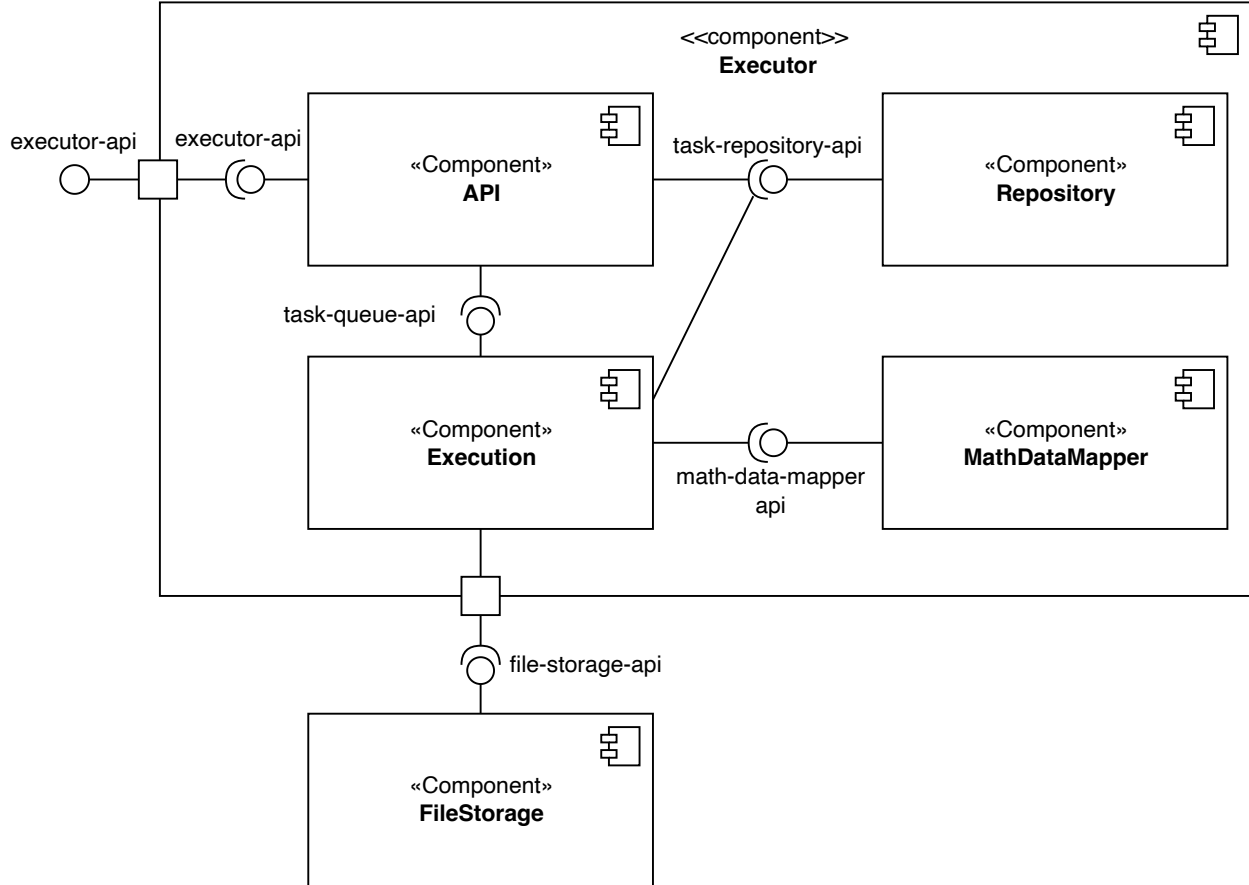 <<component>>
Executor
executor-api
executor-api
«Component»
API
task-repository-api
«Component»
Repository
task-queue-api
«Component»
Execution
math-data-mapper
api
«Component»
MathDataMapper
file-storage-api
«Component»
FileStorage